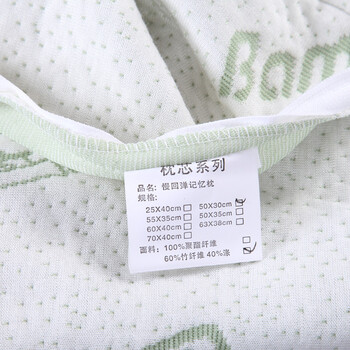 Bam
枕芯系列
品名：慢回弹记忆枕
规格：
25X40cm 50X30cm
55X35cm 50X35cm
60X40cm 63X38cm
70X40cm
面料：100%聚酯纤维
60%竹纤维 40%涤